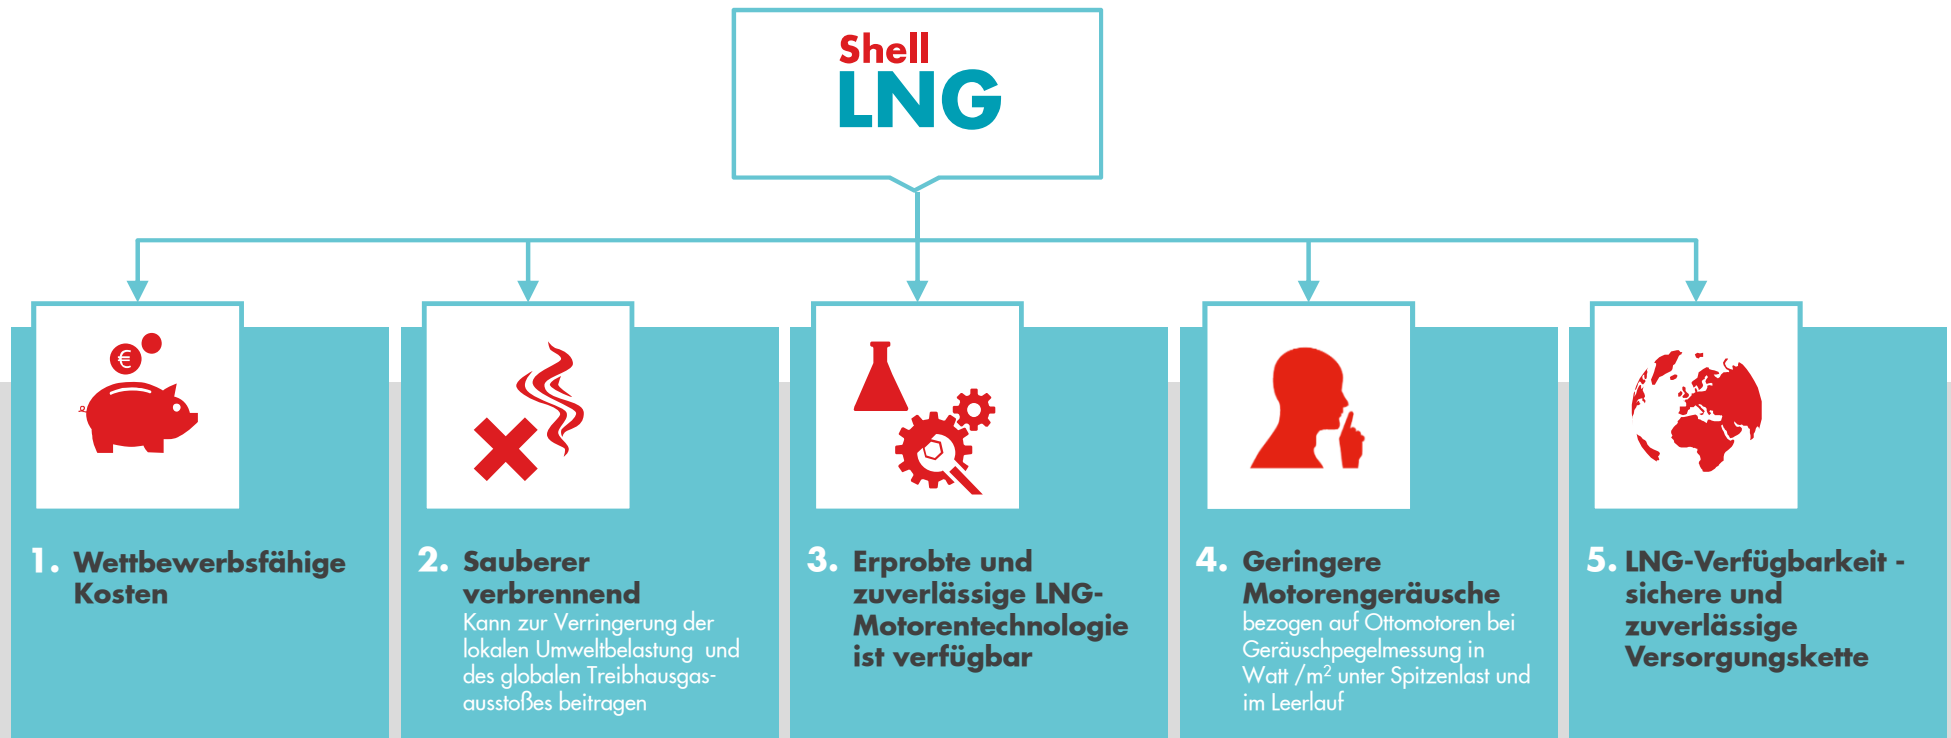 Shell
LNG
€
1. Wettbewerbsfähige
Kosten
2. Sauberer
verbrennend
Kann zur Verringerung der
lokalen Umweltbelastung und
des globalen Treibhausgas-
ausstoßes beitragen
3. Erprobte und
zuverlässige LNG-
Motorentechnologie
ist verfügbar
4. Geringere
Motorengeräusche
bezogen auf Ottomotoren bei
Geräuschpegelmessung in
Watt /m² unter Spitzenlast und
im Leerlauf
5. LNG-Verfügbarkeit -
sichere und
zuverlässige
Versorgungskette